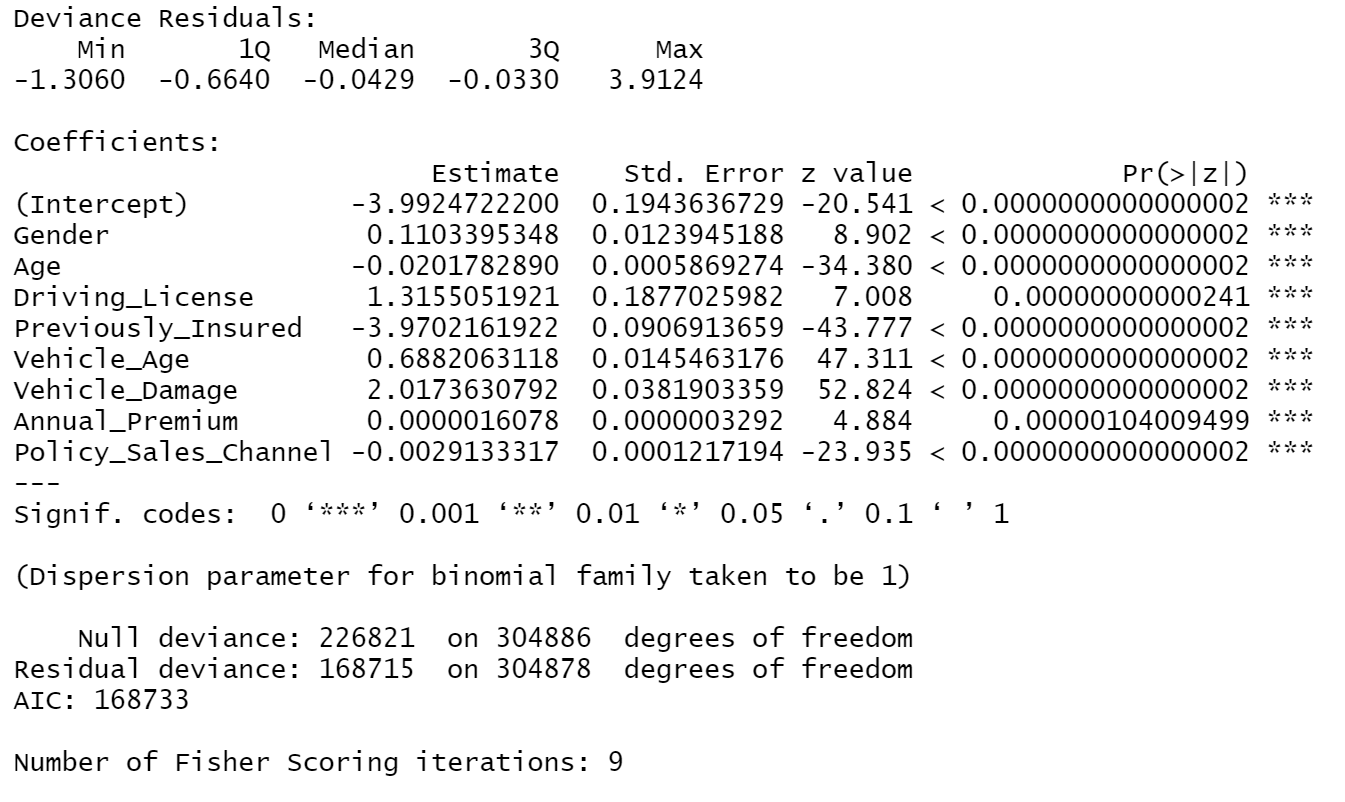 Deviance Residuals:
    Min       1Q   Median       3Q      Max
-1.3060  -0.6640  -0.0429  -0.0330   3.9124

Coefficients:
                          Estimate    Std. Error z value             Pr(>|z|)
(Intercept)          -3.9924722200  0.1943636729 -20.541 < 0.0000000000000002 ***
Gender                0.1103395348  0.0123945188   8.902 < 0.0000000000000002 ***
Age                  -0.0201782890  0.0005869274 -34.380 < 0.0000000000000002 ***
Driving_License       1.3155051921  0.1877025982   7.008     0.00000000000241 ***
Previously_Insured   -3.9702161922  0.0906913659 -43.777 < 0.0000000000000002 ***
Vehicle_Age           0.6882063118  0.0145463176  47.311 < 0.0000000000000002 ***
Vehicle_Damage        2.0173630792  0.0381903359  52.824 < 0.0000000000000002 ***
Annual_Premium        0.0000016078  0.0000003292   4.884     0.00000104009499 ***
Policy_Sales_Channel -0.0029133317  0.0001217194 -23.935 < 0.0000000000000002 ***
---
Signif. codes:  0 ‘***’ 0.001 ‘**’ 0.01 ‘*’ 0.05 ‘.’ 0.1 ‘ ’ 1

(Dispersion parameter for binomial family taken to be 1)

    Null deviance: 226821  on 304886  degrees of freedom
Residual deviance: 168715  on 304878  degrees of freedom
AIC: 168733

Number of Fisher Scoring iterations: 9